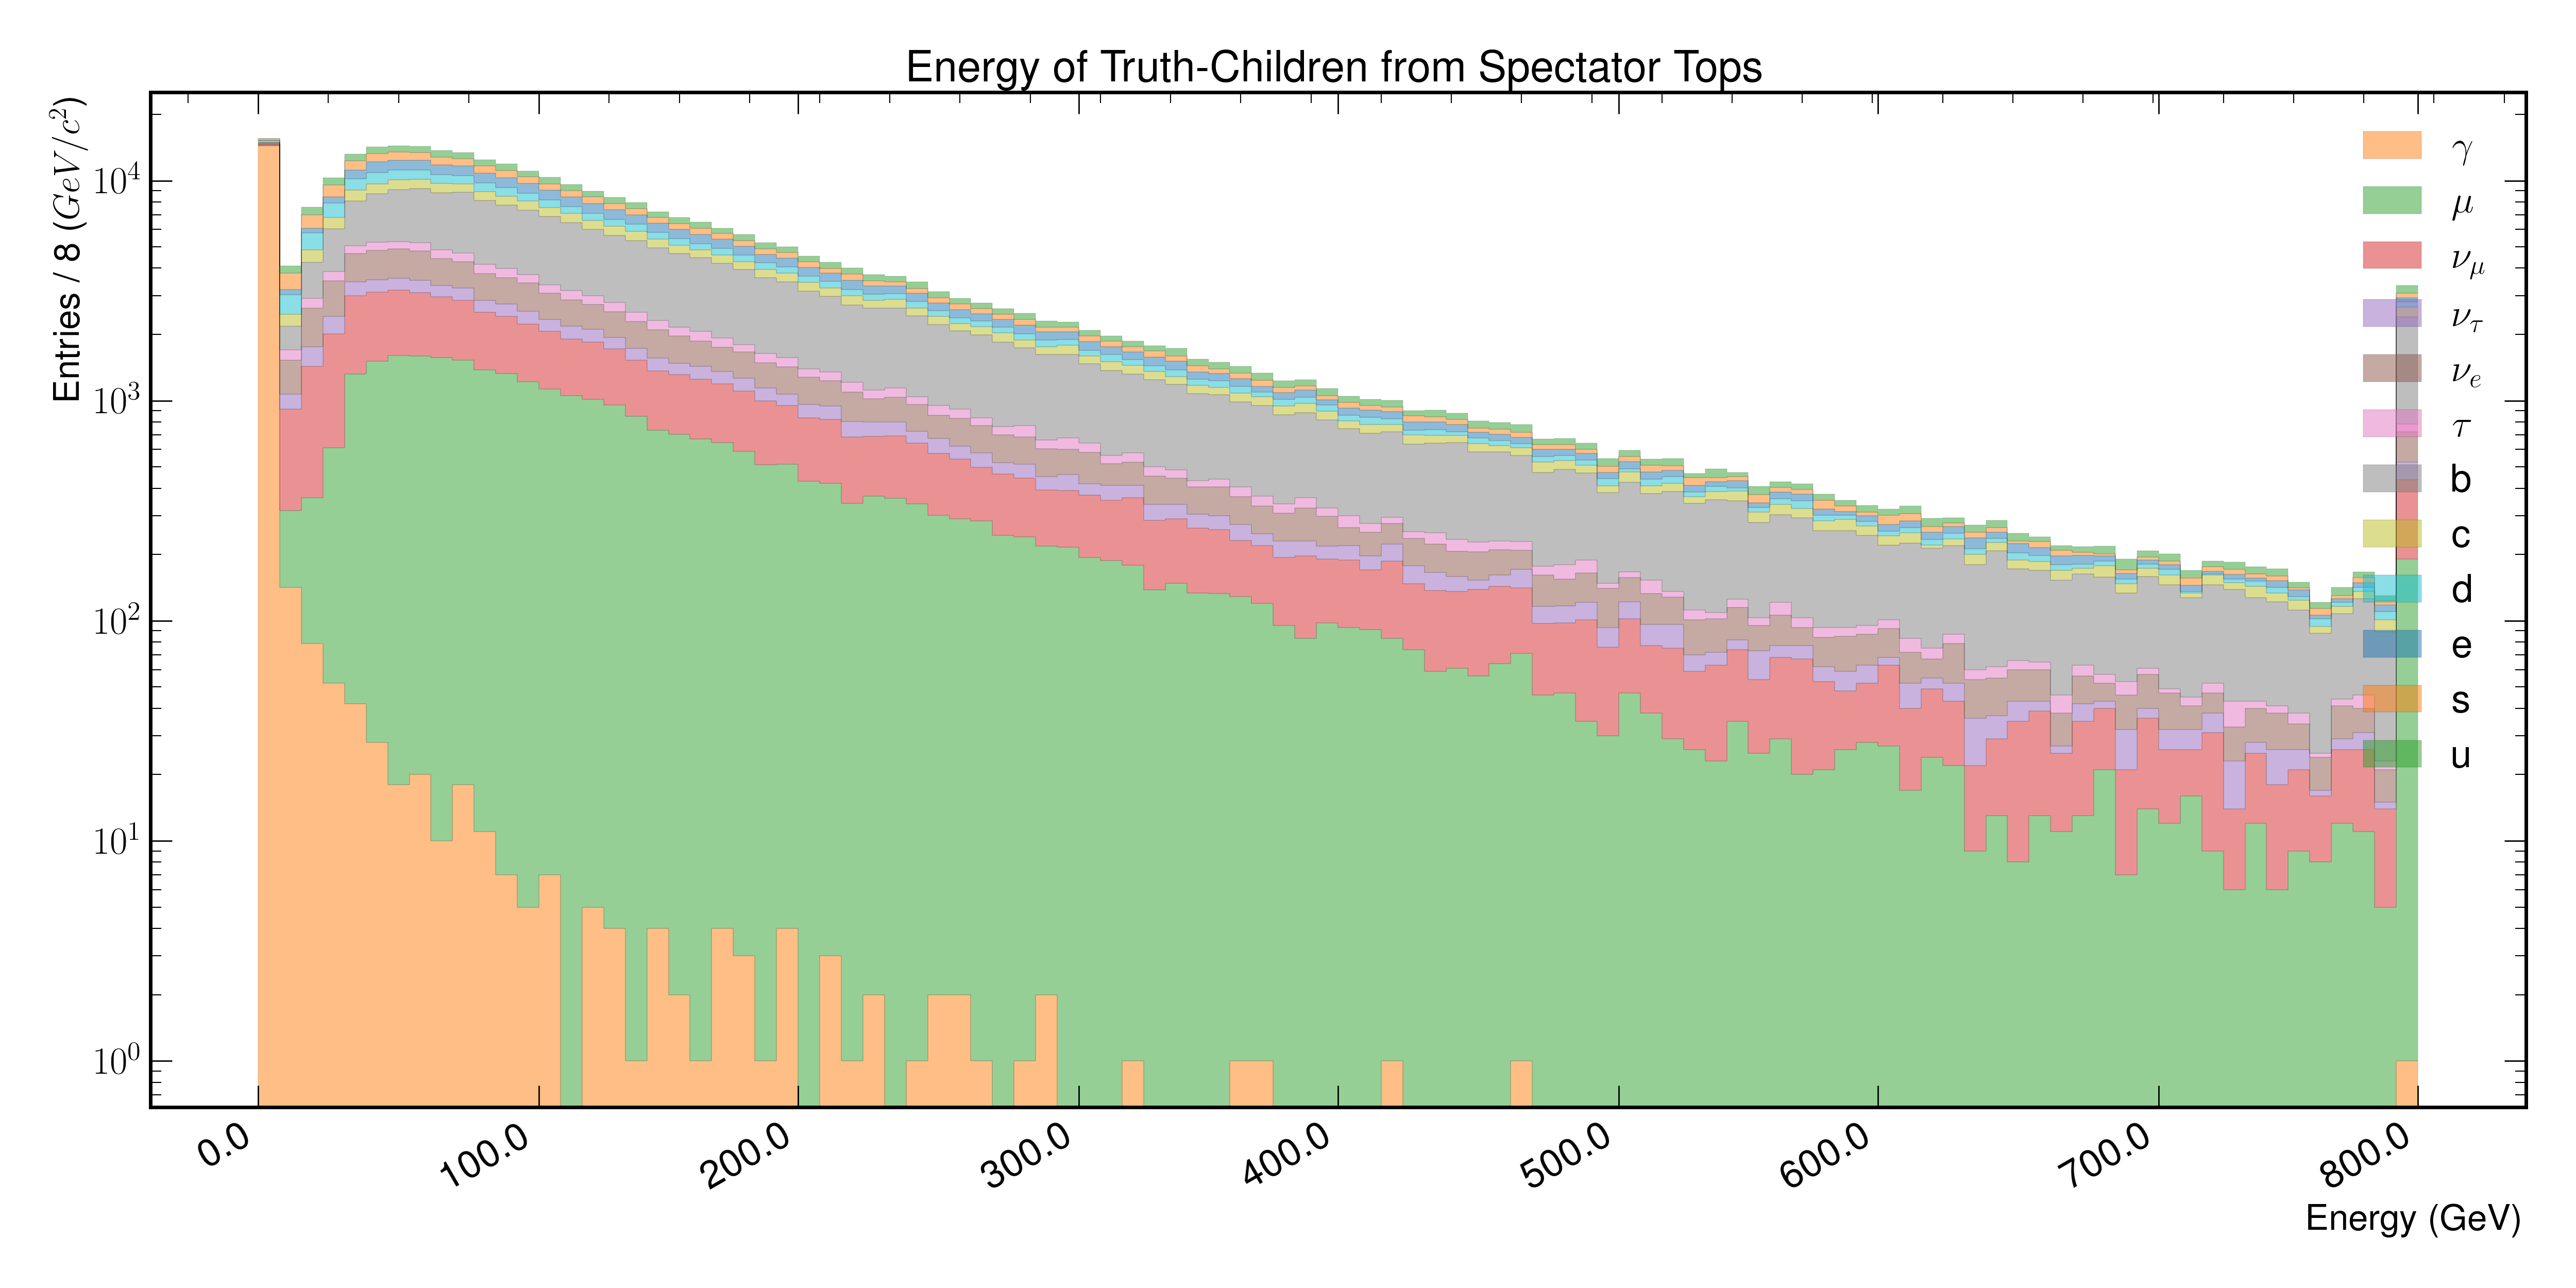 Energy of Truth-Children from Spectator Tops
Entries / 8 (GeV/c²)
10⁴
10³
10²
10¹
10⁰
γ
μ
ν_μ
ν_τ
ν_e
τ
b
c
d
e
s
u
0.0
100.0
200.0
300.0
400.0
500.0
600.0
700.0
800.0
Energy (GeV)